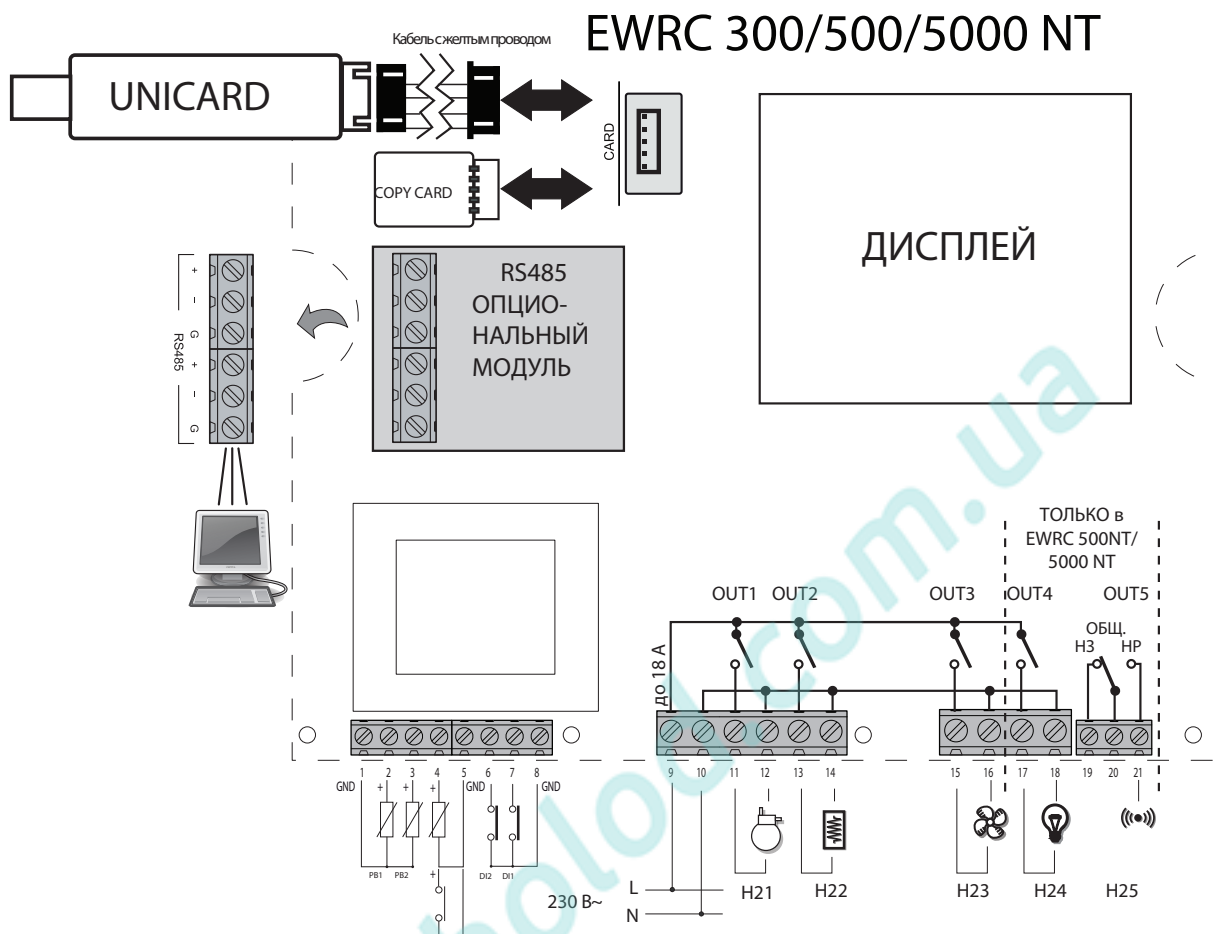 EWRC 300/500/5000 NT
Кабель с желтым проводом
UNICARD
CARD
COPY CARD
ДИСПЛЕЙ
+
–
G
+
–
G
RS485
RS485
ОПЦИО-
НАЛЬНЫЙ
МОДУЛЬ
ТОЛЬКО в
EWRC 500NT/
5000 NT
OUT1 OUT2 OUT3 OUT4 OUT5
ОБЩ.
НЗ НР
до 18 А
1 2 3 4 5 6 7 8 9 10 11 12 13 14 15 16 17 18 19 20 21
GND + + + GND GND
PB1 PB2 + DI2 DI1
230 В~
L
N
H21 H22 H23 H24 H25
holod.com.ua